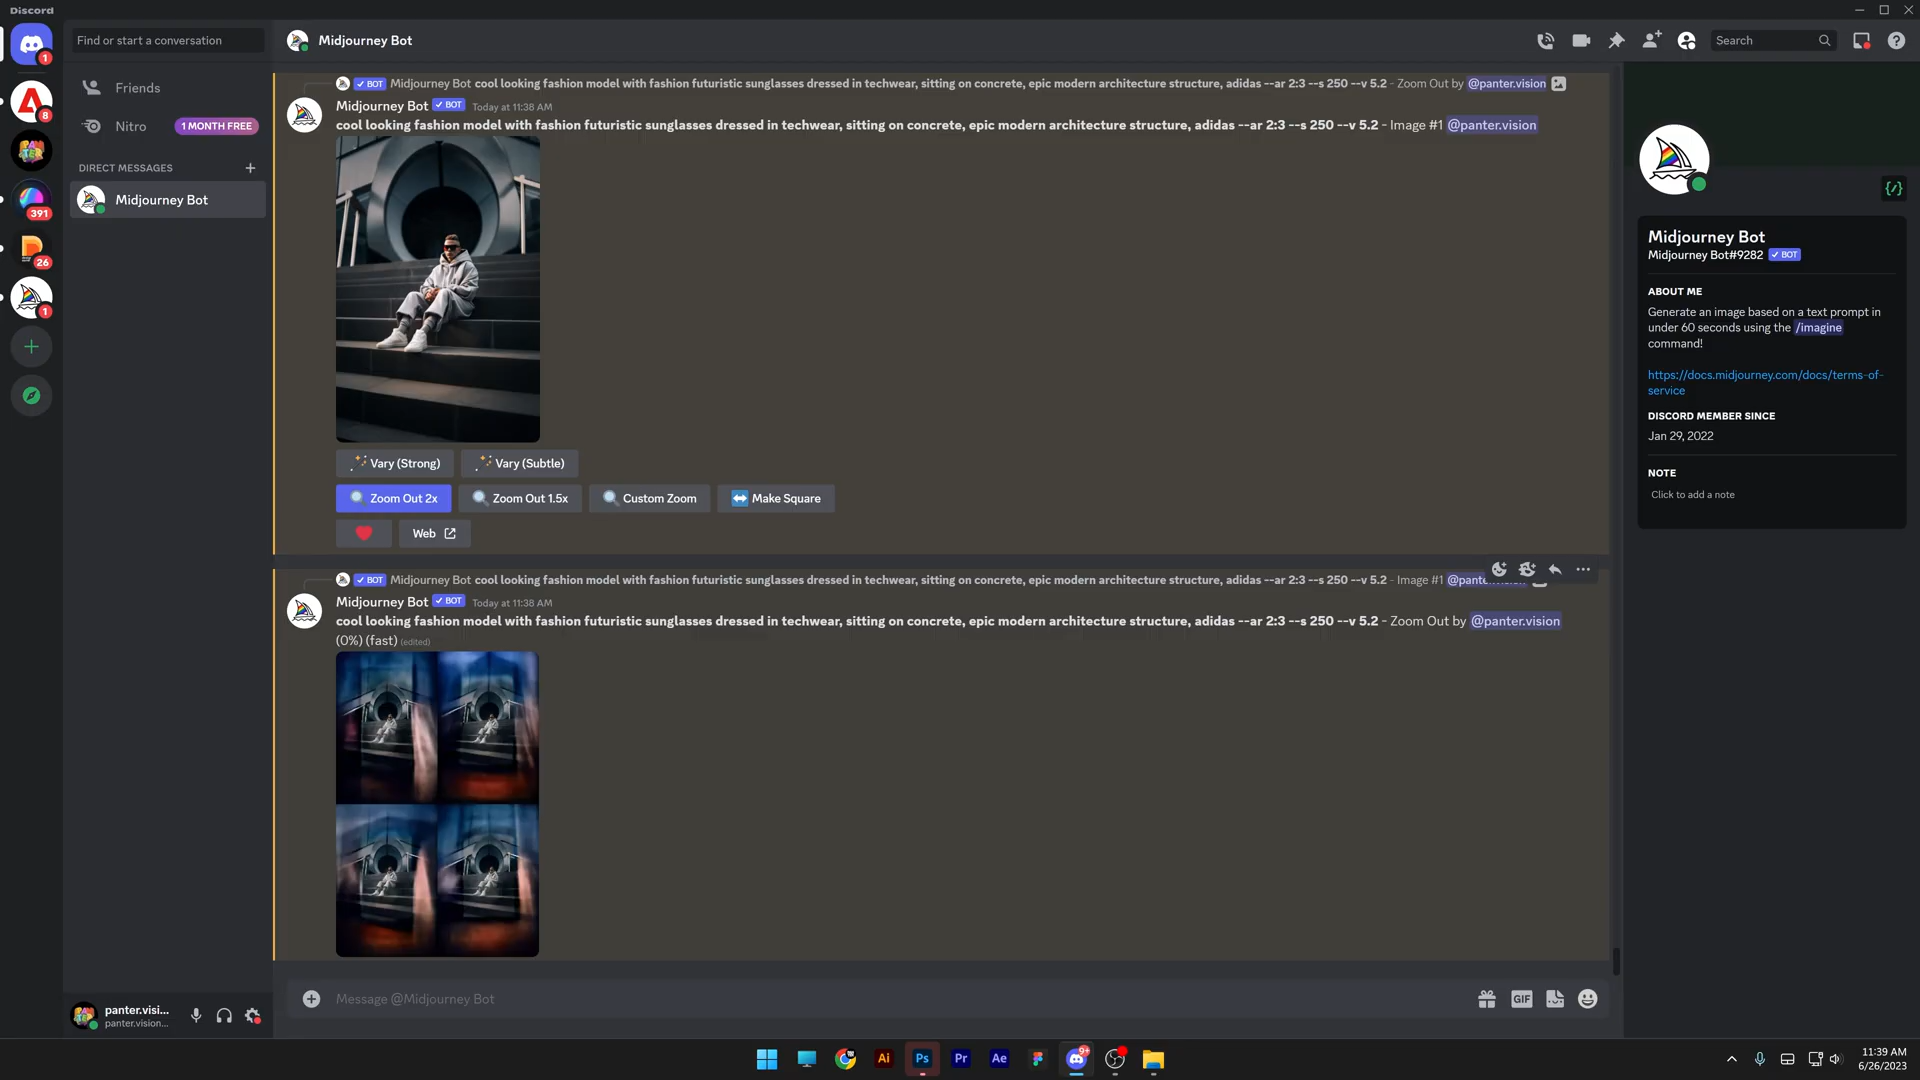 Discord
Find or start a conversation
Midjourney Bot
Search
1
Friends
Nitro
1 MONTH FREE
8
DIRECT MESSAGES
Midjourney Bot
391
26
1
BOT Midjourney Bot cool looking fashion model with fashion futuristic sunglasses dressed in techwear, sitting on concrete, epic modern architecture structure, adidas --ar 2:3 --s 250 --v 5.2 - Zoom Out by @panter.vision
Midjourney Bot BOT Today at 11:38 AM
cool looking fashion model with fashion futuristic sunglasses dressed in techwear, sitting on concrete, epic modern architecture structure, adidas --ar 2:3 --s 250 --v 5.2 - Image #1 @panter.vision
Vary (Strong)
Vary (Subtle)
Zoom Out 2x
Zoom Out 1.5x
Custom Zoom
Make Square
Web
BOT Midjourney Bot cool looking fashion model with fashion futuristic sunglasses dressed in techwear, sitting on concrete, epic modern architecture structure, adidas --ar 2:3 --s 250 --v 5.2 - Image #1
Midjourney Bot BOT Today at 11:38 AM
cool looking fashion model with fashion futuristic sunglasses dressed in techwear, sitting on concrete, epic modern architecture structure, adidas --ar 2:3 --s 250 --v 5.2 - Zoom Out by @panter.vision
(0%) (fast) (edited)
Message @Midjourney Bot
GIF
panter.visi...
panter.vision...
Midjourney Bot
Midjourney Bot#9282 BOT
ABOUT ME
Generate an image based on a text prompt in
under 60 seconds using the /imagine
command!
https://docs.midjourney.com/docs/terms-of-
service
DISCORD MEMBER SINCE
Jan 29, 2022
NOTE
Click to add a note
Ai
Ps
Pr
Ae
9+
11:39 AM
6/26/2023